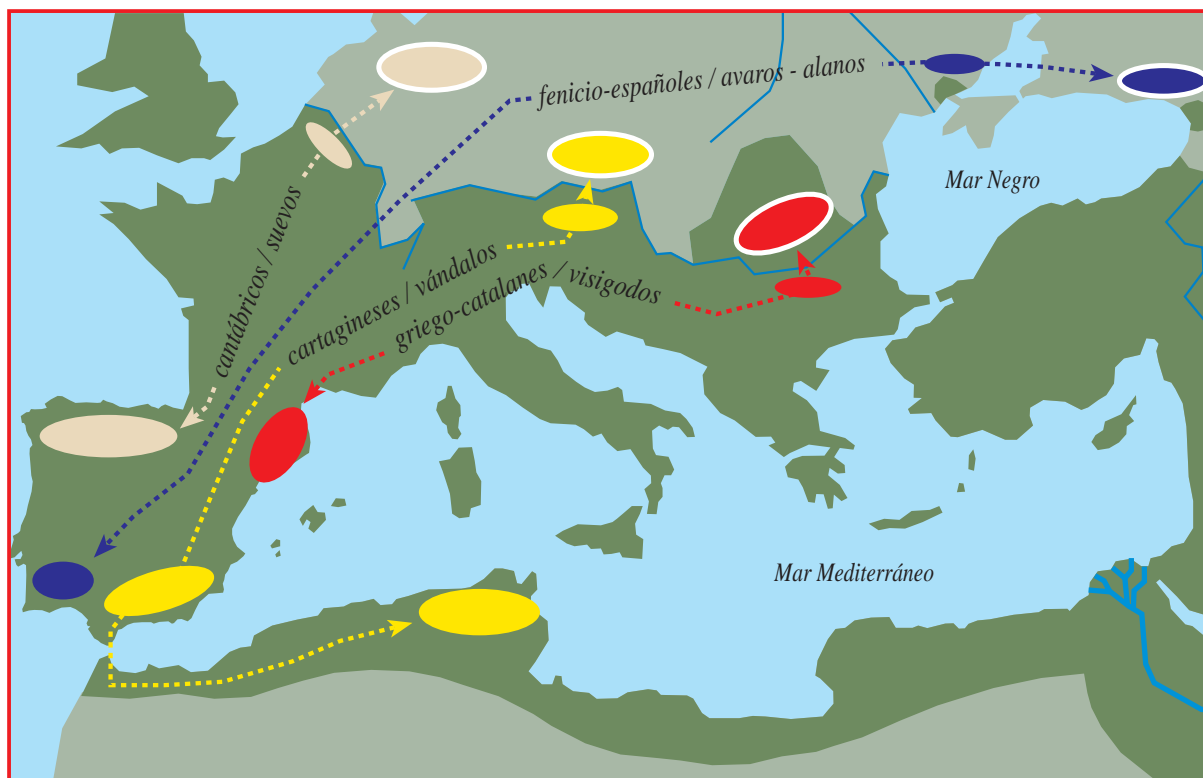 fenicio-españoles / avaros - alanos
Mar Negro
cantábricos / suevos
cartagineses / vándalos
griego-catalanes / visigodos
Mar Mediterráneo